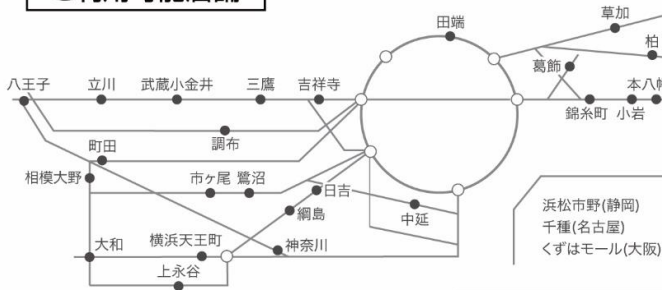 田端
草加
柏
葛飾
八王子
立川
武蔵小金井
三鷹
吉祥寺
錦糸町
小岩
本八幡
調布
町田
相模大野
市ヶ尾
鷺沼
日吉
綱島
中延
大和
横浜天王町
神奈川
上永谷
浜松市野(静岡)
千種(名古屋)
くずはモール(大阪)